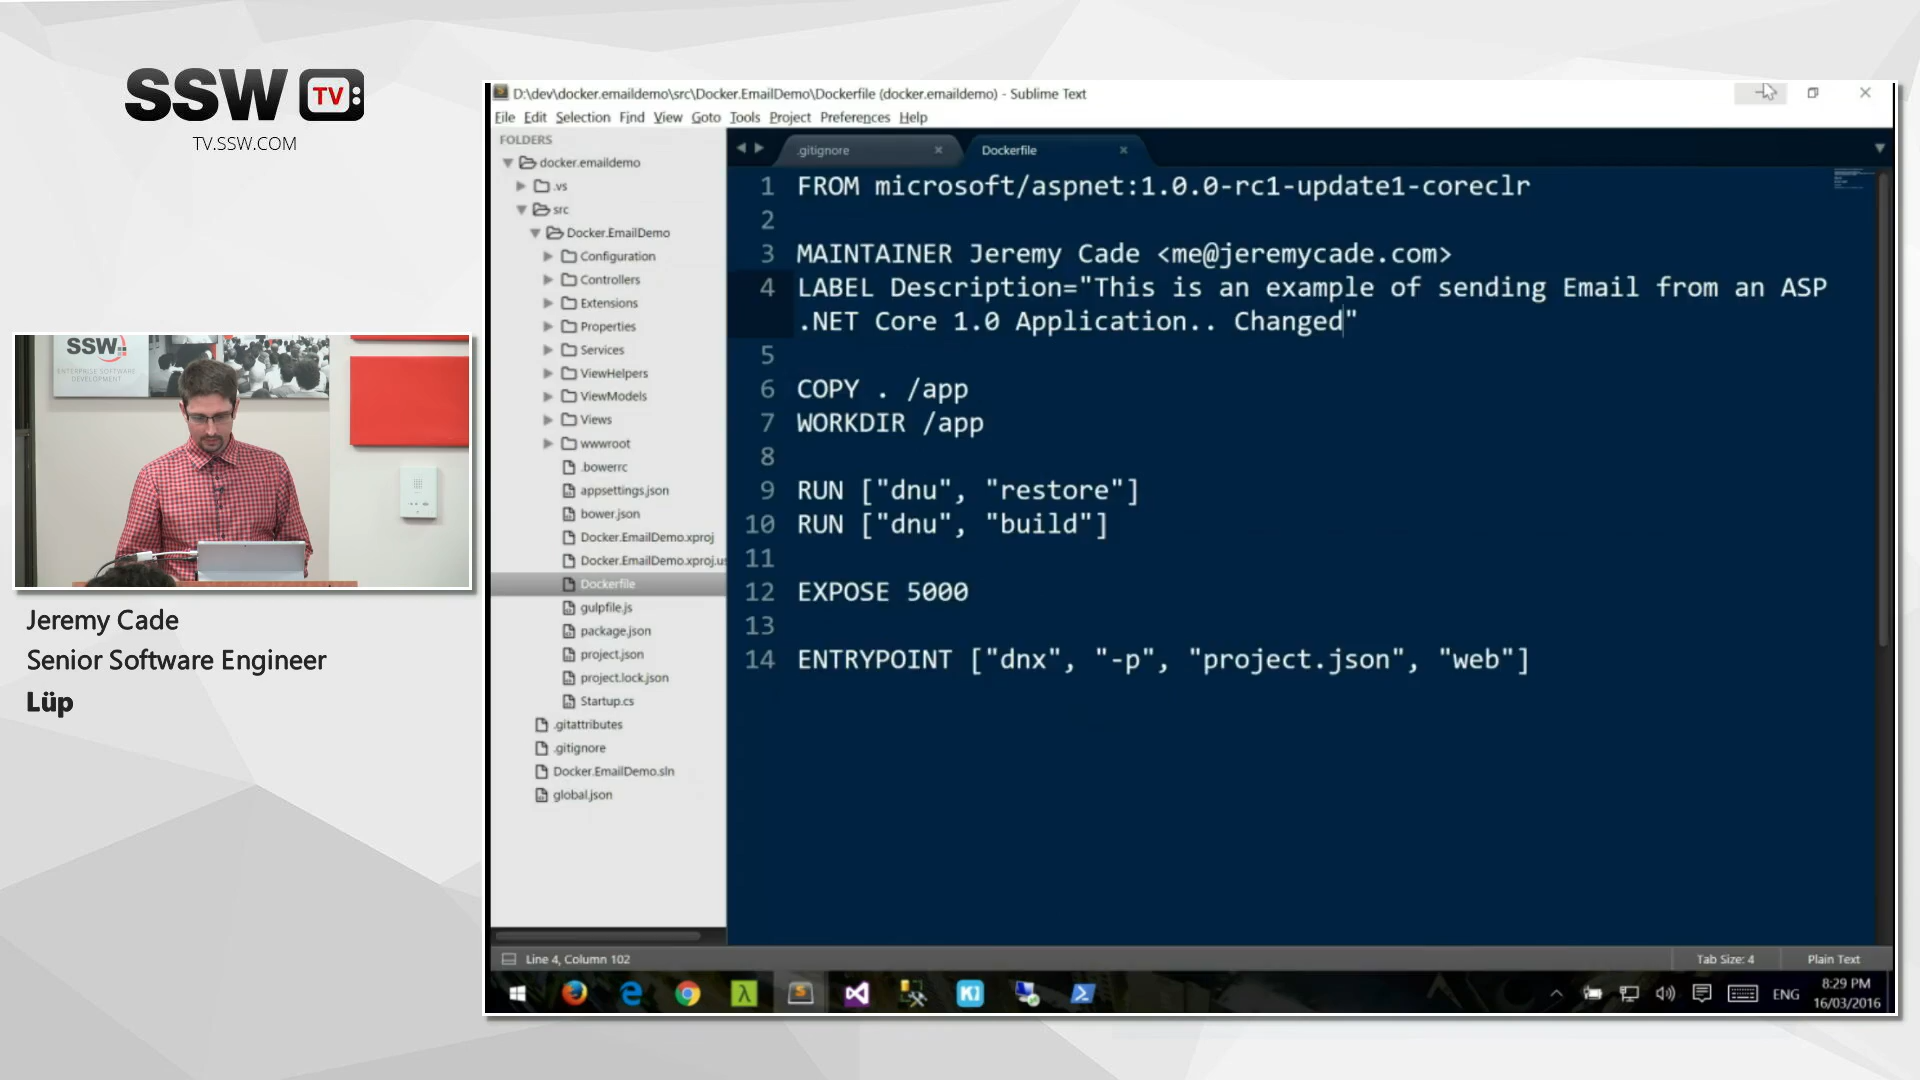 SSW TV:
TV.SSW.COM
SSW
ENTERPRISE SOFTWARE
DEVELOPMENT
Jeremy Cade
Senior Software Engineer
Lüp
D:\dev\docker.emaildemo\src\Docker.EmailDemo\Dockerfile (docker.emaildemo) - Sublime Text
File Edit Selection Find View Goto Tools Project Preferences Help
FOLDERS
docker.emaildemo
.vs
src
Docker.EmailDemo
Configuration
Controllers
Extensions
Properties
Services
ViewHelpers
ViewModels
Views
wwwroot
.bowerrc
appsettings.json
bower.json
Docker.EmailDemo.xproj
Docker.EmailDemo.xproj.us
Dockerfile
gulpfile.js
package.json
project.json
project.lock.json
Startup.cs
.gitattributes
.gitignore
Docker.EmailDemo.sln
global.json
.gitignore Dockerfile
1 FROM microsoft/aspnet:1.0.0-rc1-update1-coreclr
2
3 MAINTAINER Jeremy Cade <me@jeremycade.com>
4 LABEL Description="This is an example of sending Email from an ASP
.NET Core 1.0 Application.. Changed"
5
6 COPY . /app
7 WORKDIR /app
8
9 RUN ["dnu", "restore"]
10 RUN ["dnu", "build"]
11
12 EXPOSE 5000
13
14 ENTRYPOINT ["dnx", "-p", "project.json", "web"]
Line 4, Column 102 Tab Size: 4 Plain Text
ENG 8:29 PM
16/03/2016